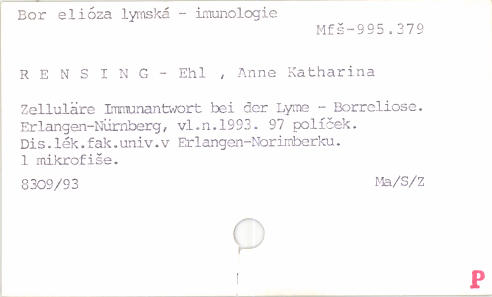 Bor elióza lymská - imunologie
Mfš-995.379
R E N S I N G - Ehl , Anne Katharina
Zelluläre Immunantwort bei der Lyme - Borreliose.
Erlangen-Nürnberg, vl.n.1993. 97 políček.
Dis.lék.fak.univ.v Erlangen-Norimberku.
1 mikrofiše.
8309/93
Ma/S/Z
P